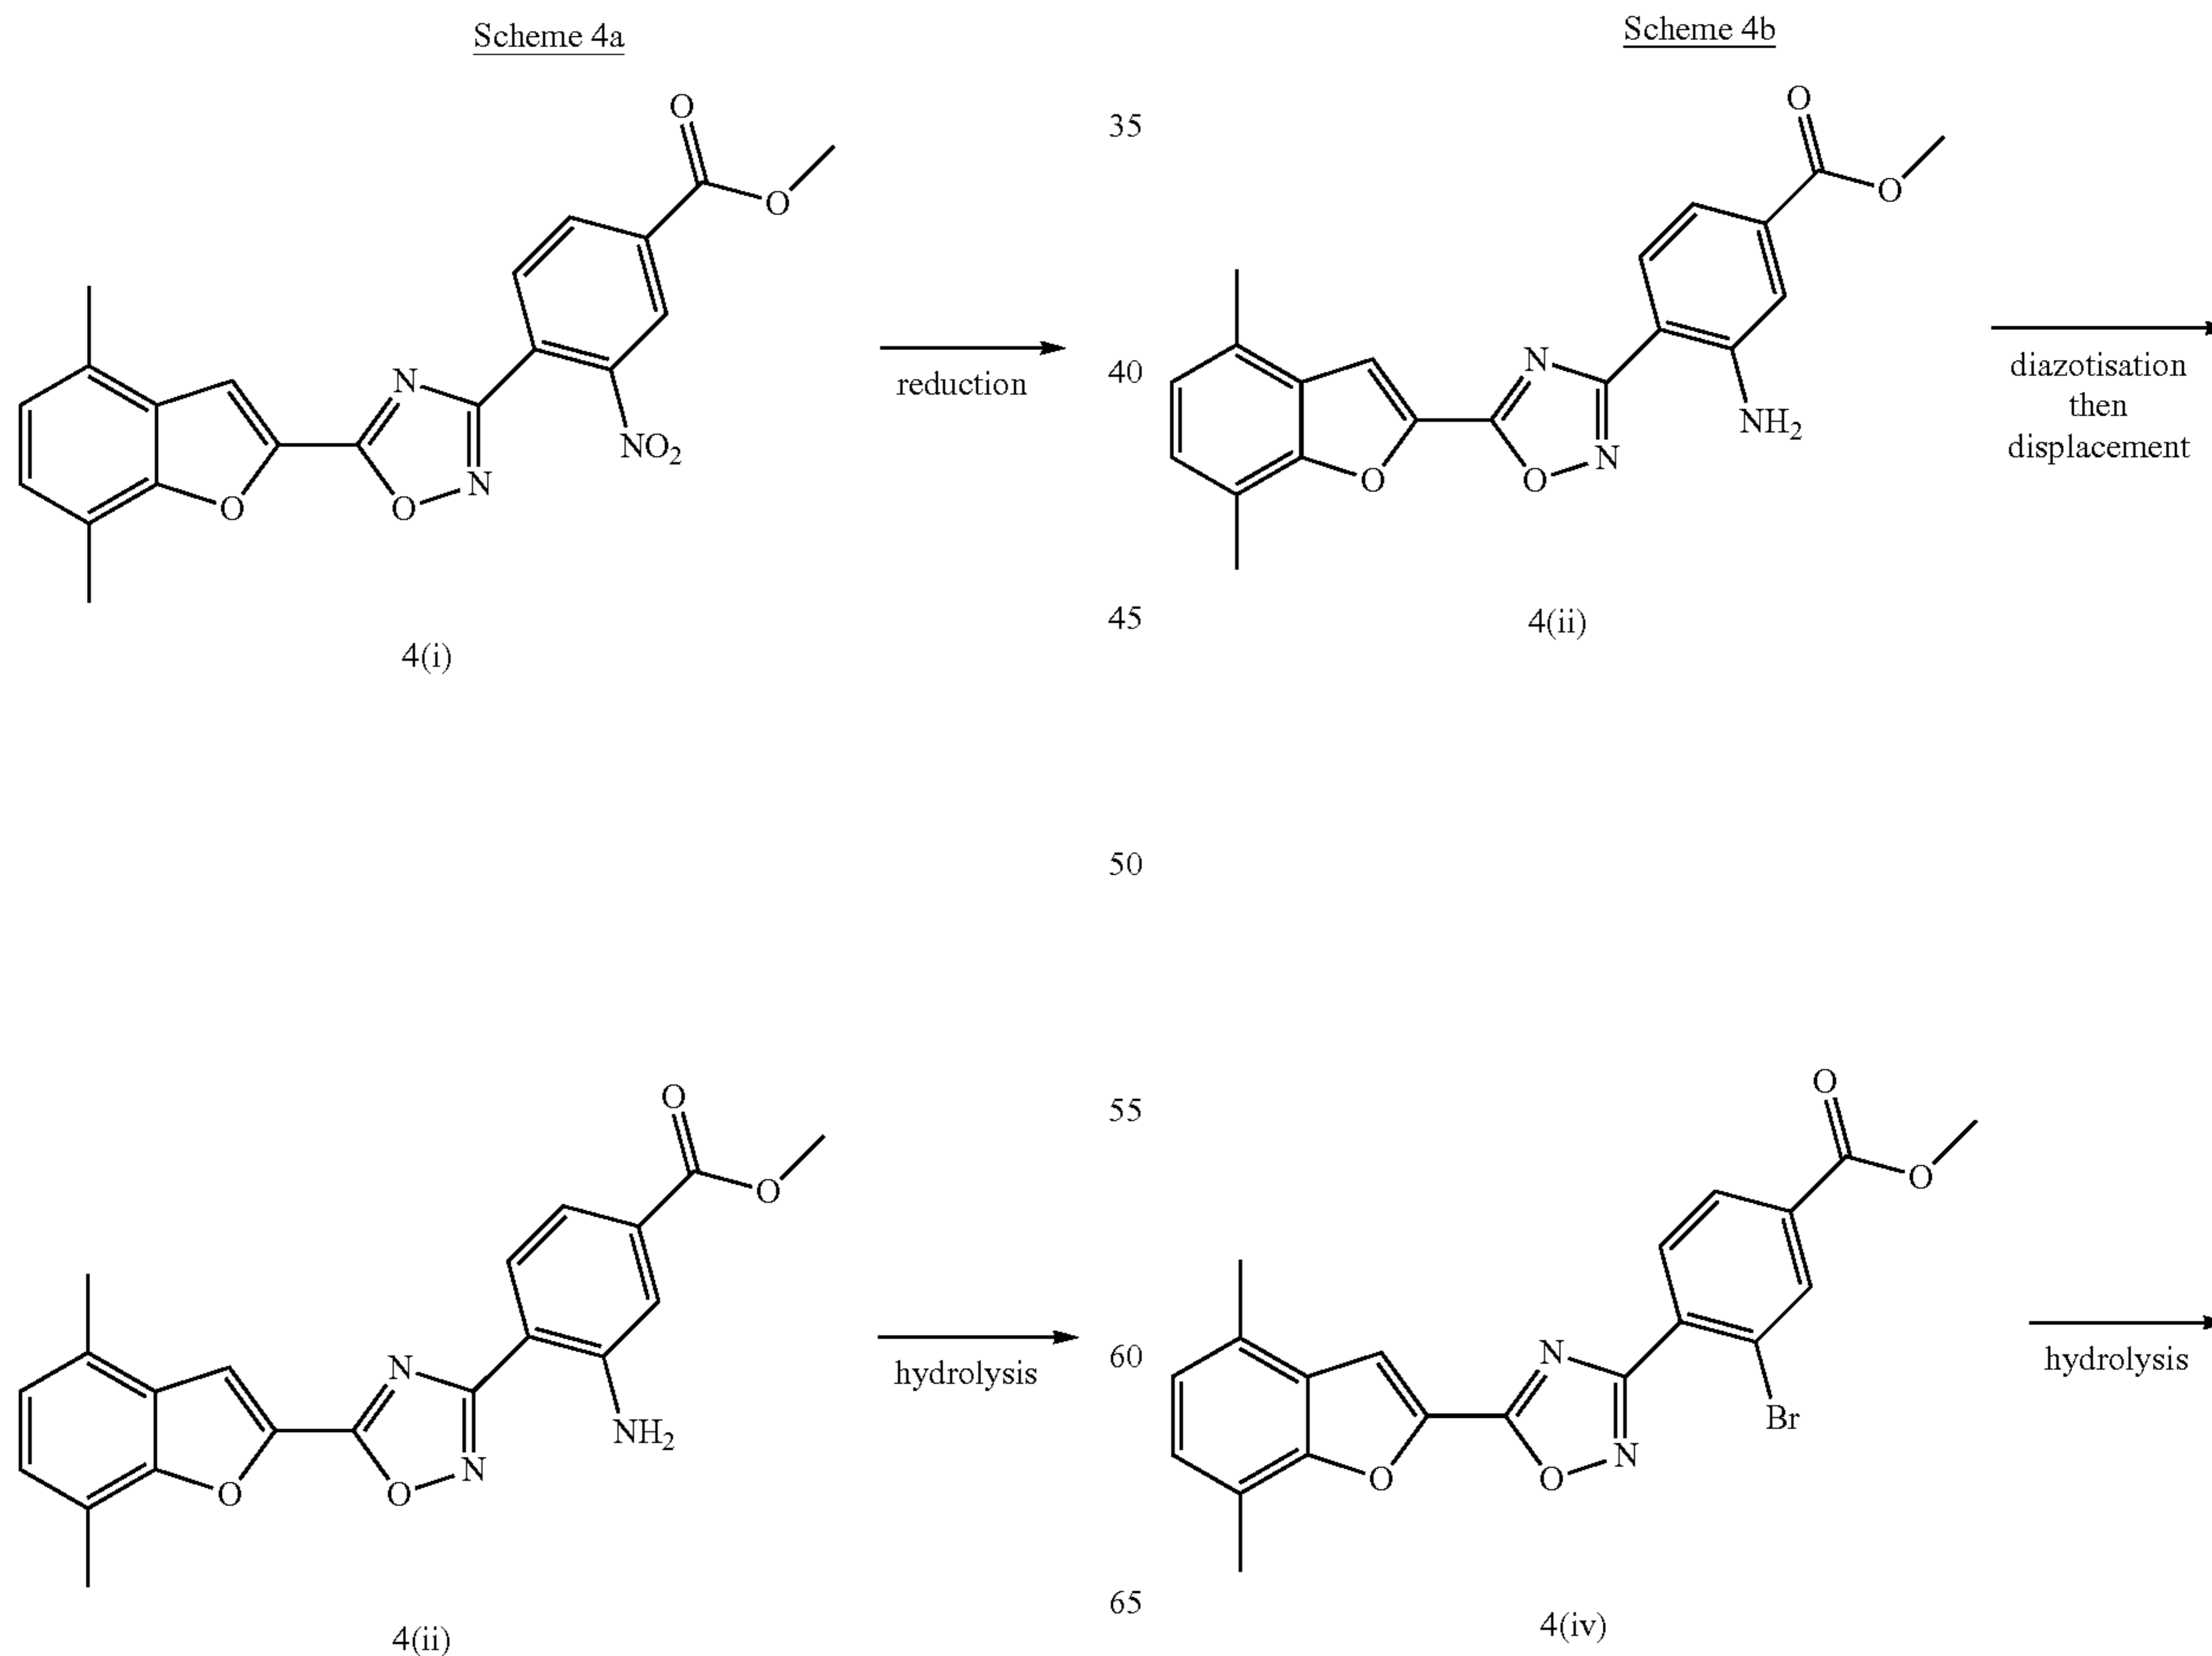 Scheme 4a
O
O
N
N
O
O
NO2
reduction
4(i)
O
O
N
N
O
O
NH2
hydrolysis
4(ii)
35
40
45
50
55
60
65
Scheme 4b
O
O
N
N
O
O
NH2
diazotisation
then
displacement
4(ii)
O
O
N
N
O
O
Br
hydrolysis
4(iv)